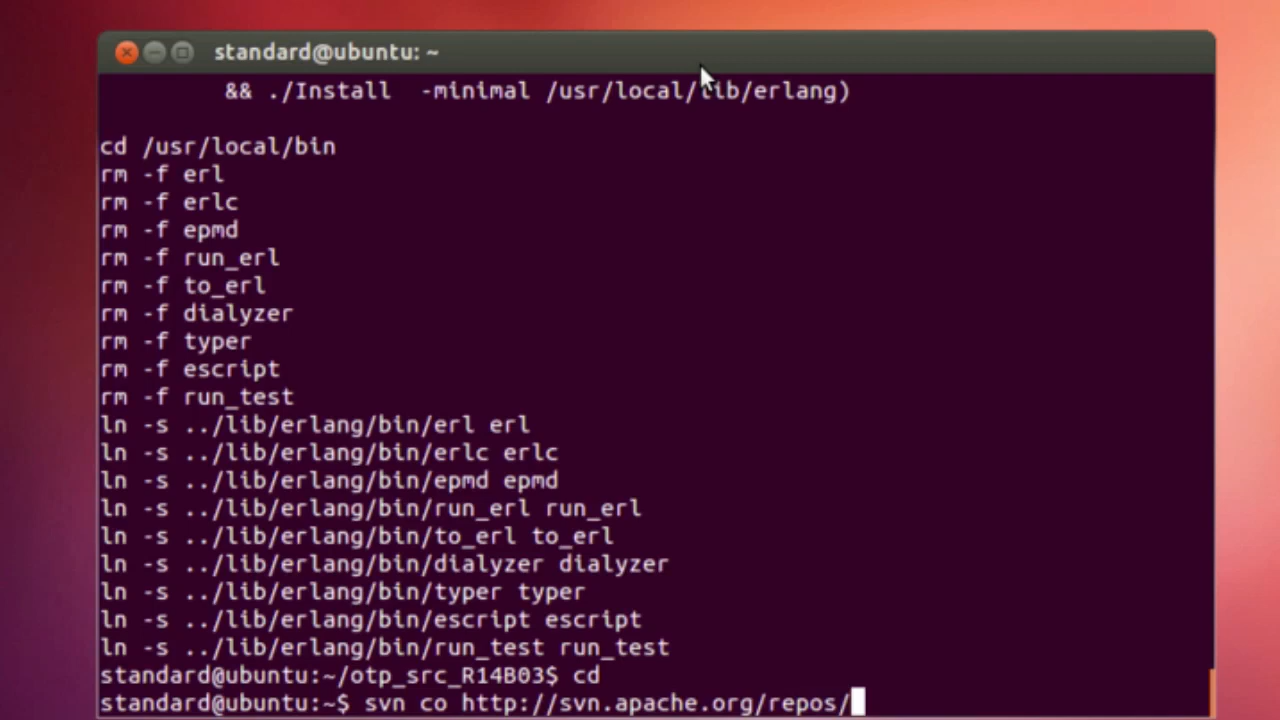 standard@ubuntu: ~
&& ./Install  -minimal /usr/local/lib/erlang)
cd /usr/local/bin
rm -f erl
rm -f erlc
rm -f epmd
rm -f run_erl
rm -f to_erl
rm -f dialyzer
rm -f typer
rm -f escript
rm -f run_test
ln -s ../lib/erlang/bin/erl erl
ln -s ../lib/erlang/bin/erlc erlc
ln -s ../lib/erlang/bin/epmd epmd
ln -s ../lib/erlang/bin/run_erl run_erl
ln -s ../lib/erlang/bin/to_erl to_erl
ln -s ../lib/erlang/bin/dialyzer dialyzer
ln -s ../lib/erlang/bin/typer typer
ln -s ../lib/erlang/bin/escript escript
ln -s ../lib/erlang/bin/run_test run_test
standard@ubuntu:~/otp_src_R14B03$ cd
standard@ubuntu:~$ svn co http://svn.apache.org/repos/